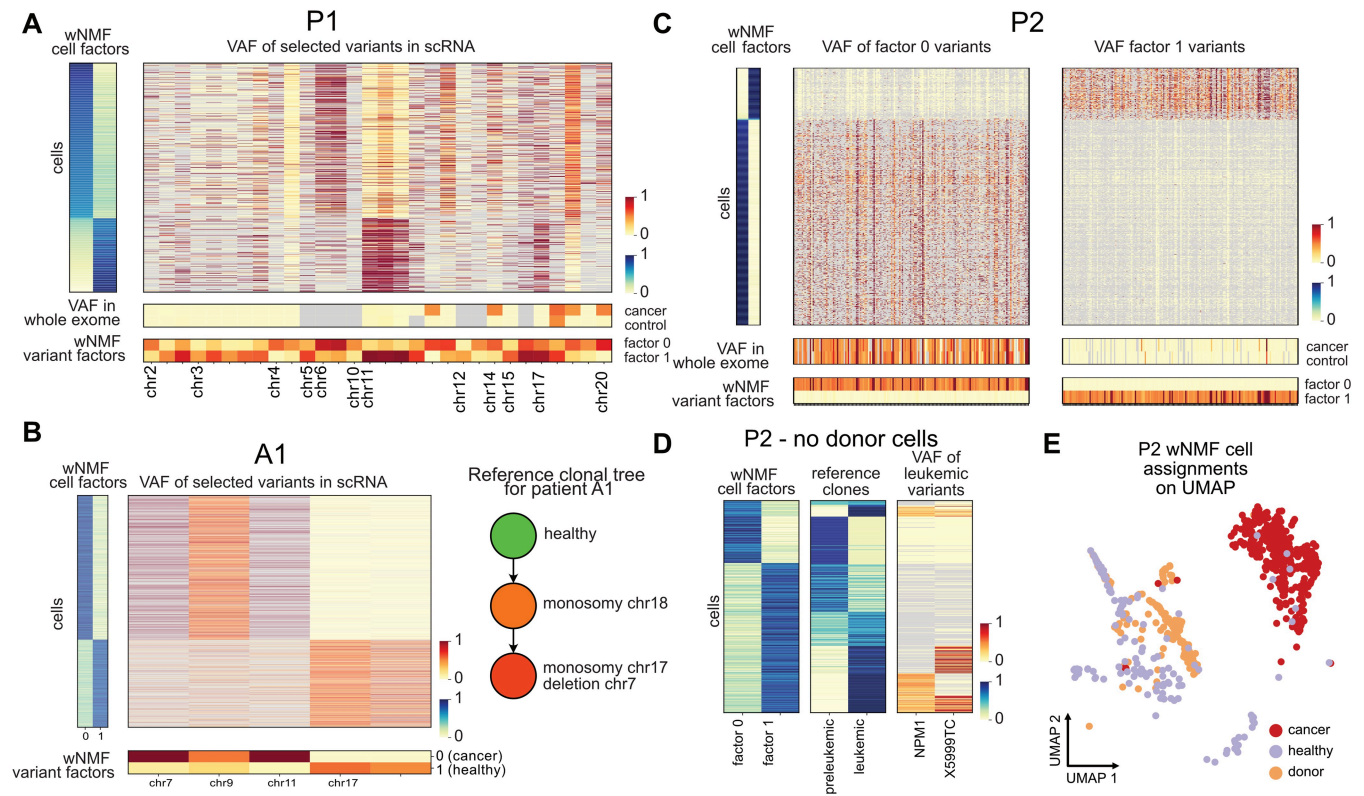 A
P1
wNMF
cell factors
VAF of selected variants in scRNA
cells
1
0
1
0
VAF in
whole exome
cancer
control
wNMF
variant factors
factor 0
factor 1
chr2
chr3
chr4
chr5
chr6
chr10
chr11
chr12
chr14
chr15
chr17
chr20
B
A1
wNMF
cell factors
VAF of selected variants in scRNA
cells
1
0
1
0
0
1
wNMF
variant factors
0 (cancer)
1 (healthy)
chr7
chr9
chr11
chr17
Reference clonal tree
for patient A1
healthy
monosomy chr18
monosomy chr17
deletion chr7
C
P2
wNMF
cell factors
VAF of factor 0 variants
VAF factor 1 variants
cells
1
0
1
0
VAF in
whole exome
cancer
control
wNMF
variant factors
factor 0
factor 1
D
P2 - no donor cells
wNMF
cell factors
reference
clones
VAF of
leukemic
variants
cells
1
0
1
0
factor 0
factor 1
preleukemic
leukemic
NPM1
X5999TC
E
P2 wNMF cell
assignments
on UMAP
UMAP 2
UMAP 1
cancer
healthy
donor